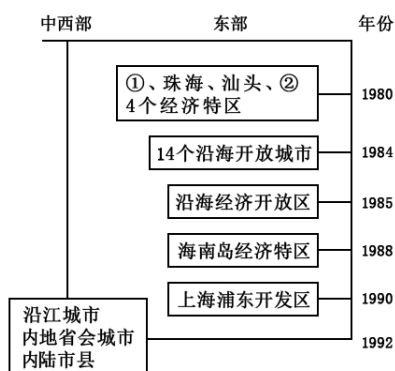 中西部 东部 年份
①、珠海、汕头、②
4个经济特区
1980
14个沿海开放城市
1984
沿海经济开放区
1985
海南岛经济特区
1988
上海浦东开发区
1990
沿江城市
内地省会城市
内陆市县
1992